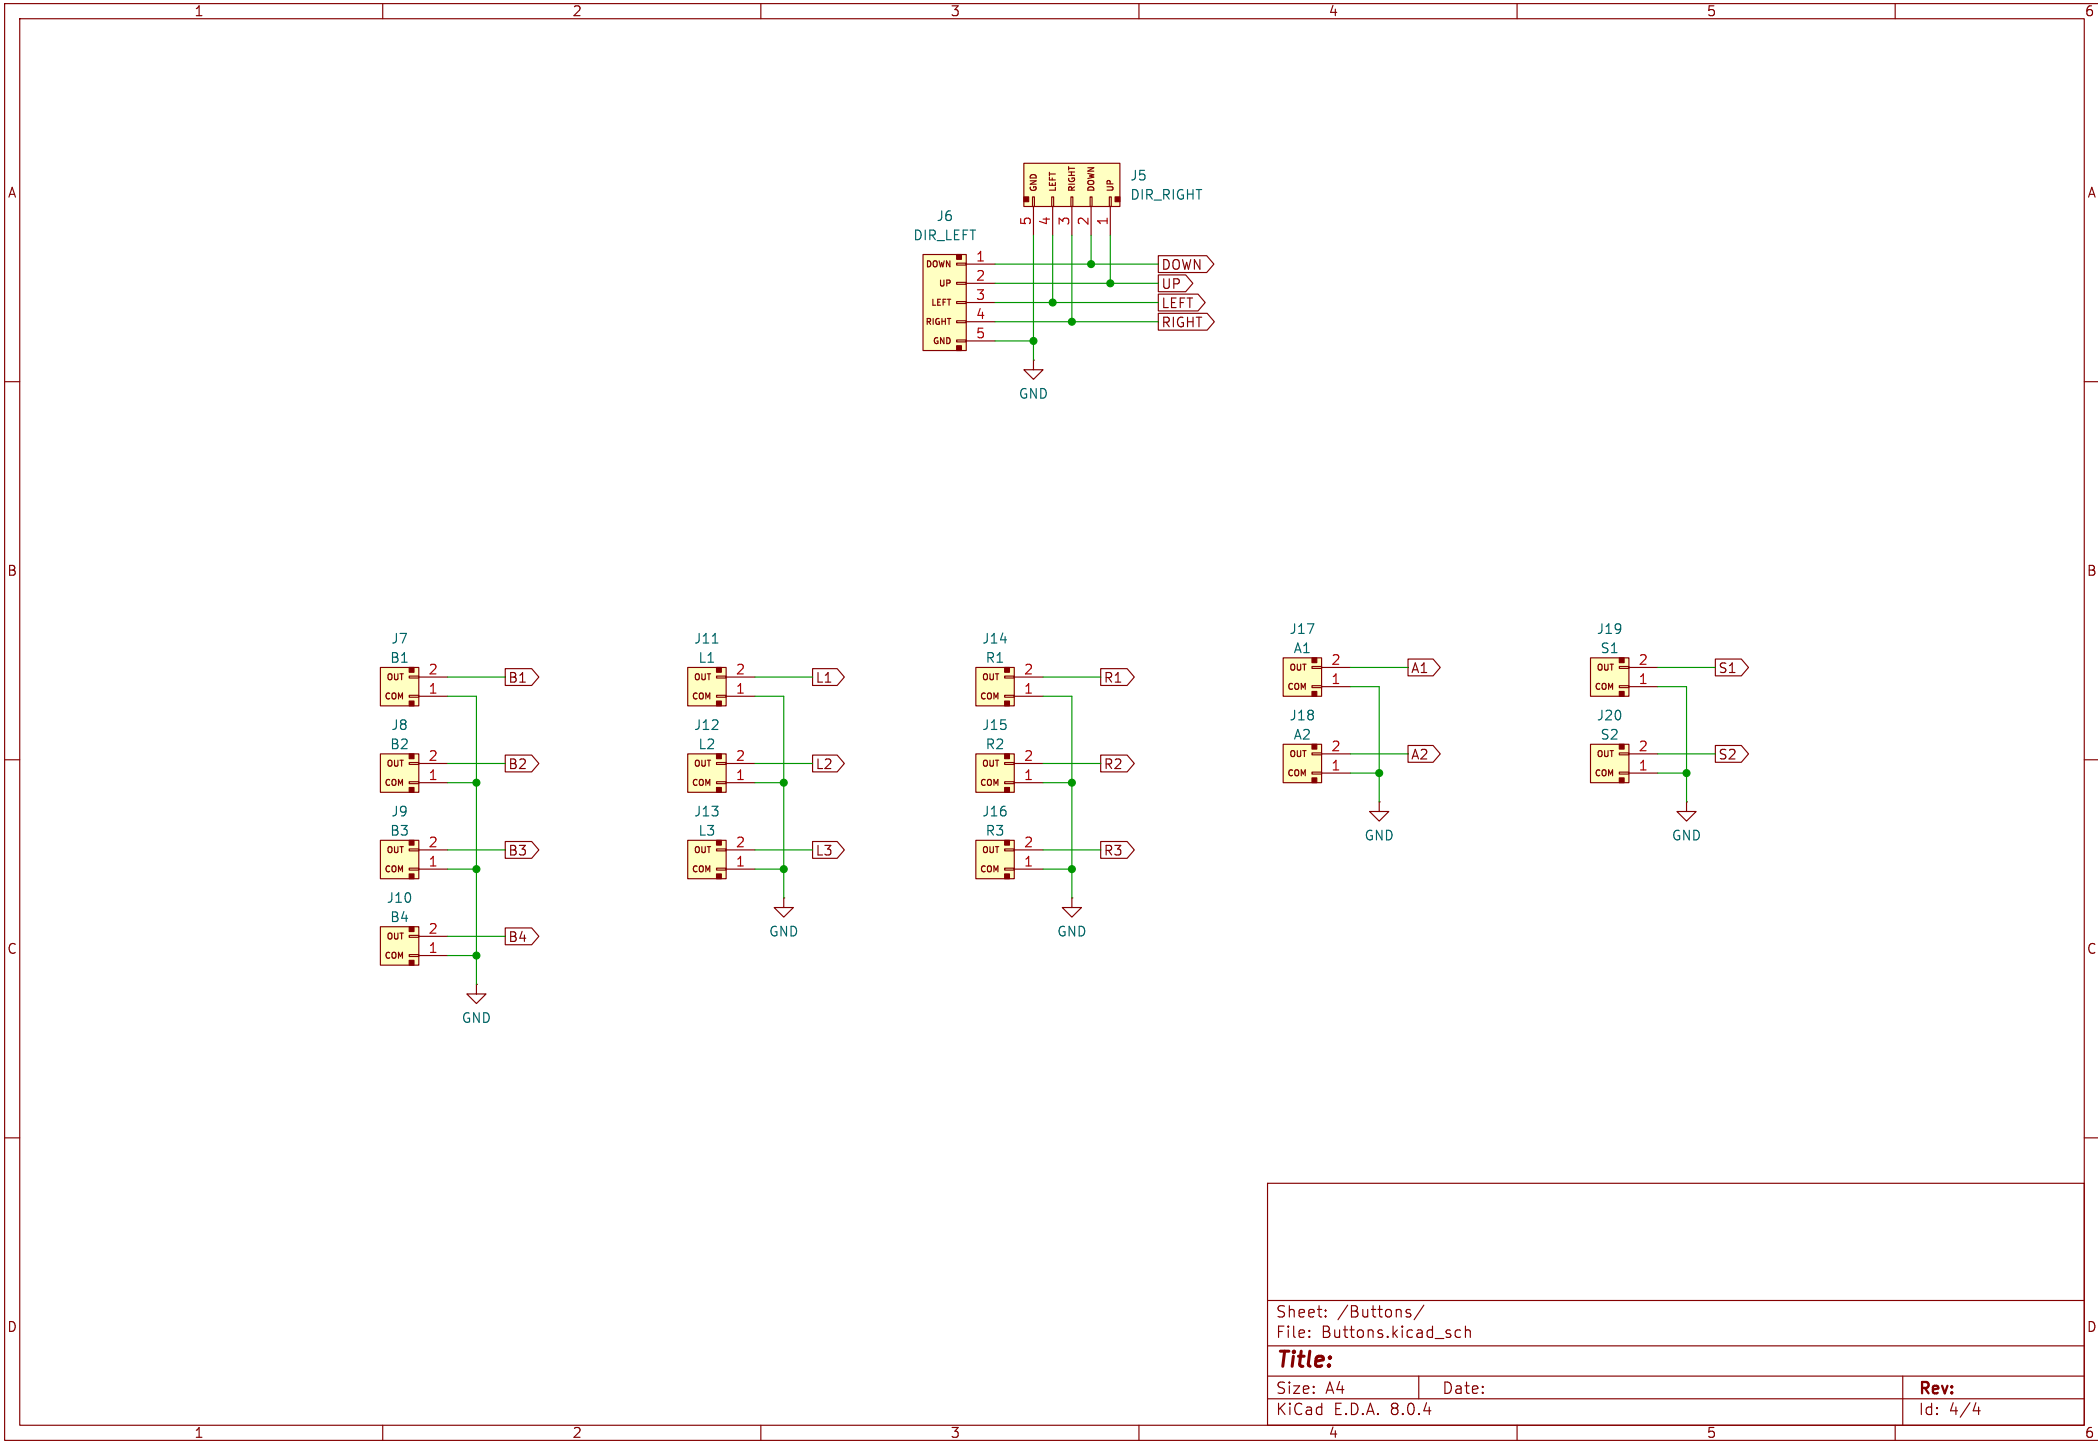 1 2 3 4 5 6
A A
J5
DIR_RIGHT
GND LEFT RIGHT DOWN UP
5 4 3 2 1
J6
DIR_LEFT
DOWN 1 DOWN
UP 2 UP
LEFT 3 LEFT
RIGHT 4 RIGHT
GND 5
GND
B B
J7
B1
OUT 2 B1
COM 1
J8
B2
OUT 2 B2
COM 1
J9
B3
OUT 2 B3
COM 1
J10
B4
OUT 2 B4
COM 1
GND
J11
L1
OUT 2 L1
COM 1
J12
L2
OUT 2 L2
COM 1
J13
L3
OUT 2 L3
COM 1
GND
J14
R1
OUT 2 R1
COM 1
J15
R2
OUT 2 R2
COM 1
J16
R3
OUT 2 R3
COM 1
GND
J17
A1
OUT 2 A1
COM 1
J18
A2
OUT 2 A2
COM 1
GND
J19
S1
OUT 2 S1
COM 1
J20
S2
OUT 2 S2
COM 1
GND
C C
D D
Sheet: /Buttons/
File: Buttons.kicad_sch
Title:
Size: A4 Date: Rev:
KiCad E.D.A. 8.0.4 Id: 4/4
1 2 3 4 5 6